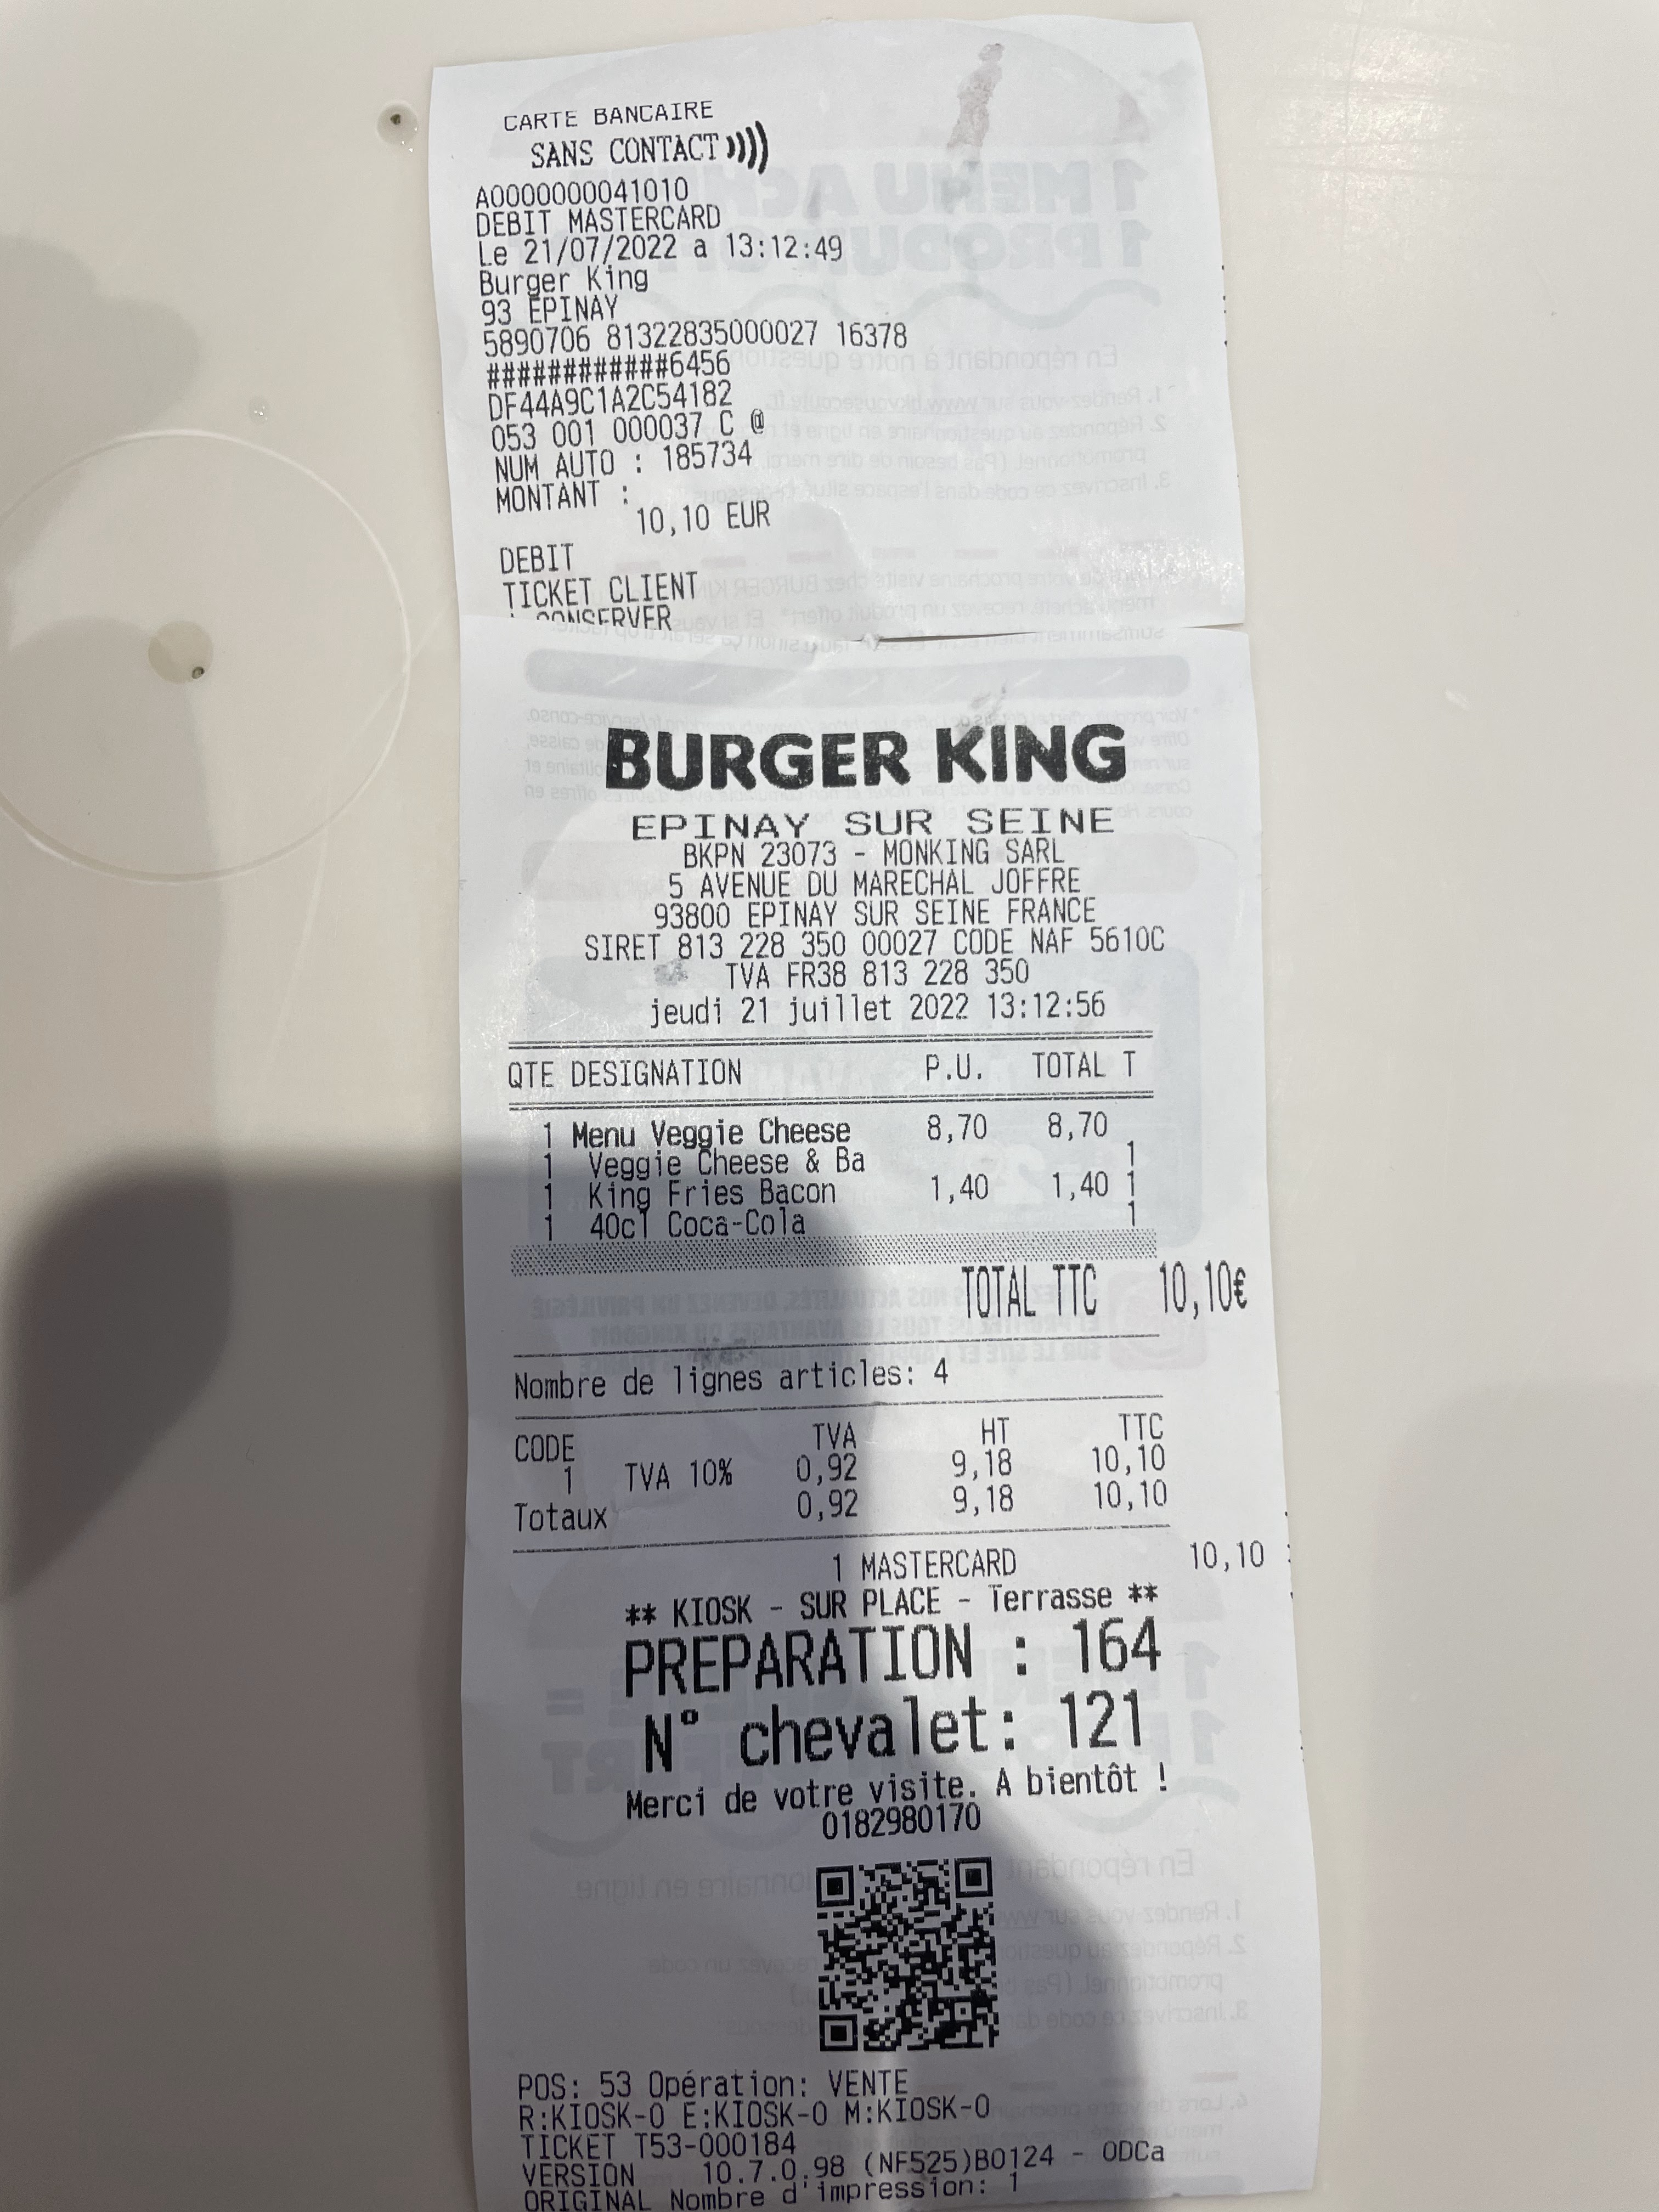 CARTE BANCAIRE
SANS CONTACT
A0000000041010
DEBIT MASTERCARD
Le 21/07/2022 a 13:12:49
Burger King
93 EPINAY
5890706 81322835000027 16378
############6456
DF44A9C1A2C54182
053 001 000037 C @
NUM AUTO : 185734
MONTANT :
10,10 EUR
DEBIT
TICKET CLIENT
CONSERVER
BURGER KING
EPINAY SUR SEINE
BKPN 23073 - MONKING SARL
5 AVENUE DU MARECHAL JOFFRE
93800 EPINAY SUR SEINE FRANCE
SIRET 813 228 350 00027 CODE NAF 5610C
TVA FR38 813 228 350
jeudi 21 juillet 2022 13:12:56
QTE DESIGNATION P.U. TOTAL T
1 Menu Veggie Cheese 8,70 8,70
1 Veggie Cheese & Ba 1
1 King Fries Bacon 1,40 1,40 1
1 40cl Coca-Cola 1
TOTAL TTC 10,10€
Nombre de lignes articles: 4
CODE TVA HT TTC
1 TVA 10% 0,92 9,18 10,10
Totaux 0,92 9,18 10,10
1 MASTERCARD 10,10
** KIOSK - SUR PLACE - Terrasse **
PREPARATION : 164
N° chevalet: 121
Merci de votre visite. A bientôt !
0182980170
POS: 53 Opération: VENTE
R:KIOSK-0 E:KIOSK-0 M:KIOSK-0
TICKET T53-000184
VERSION 10.7.0.98 (NF525)B0124 - ODCa
ORIGINAL Nombre d'impression: 1